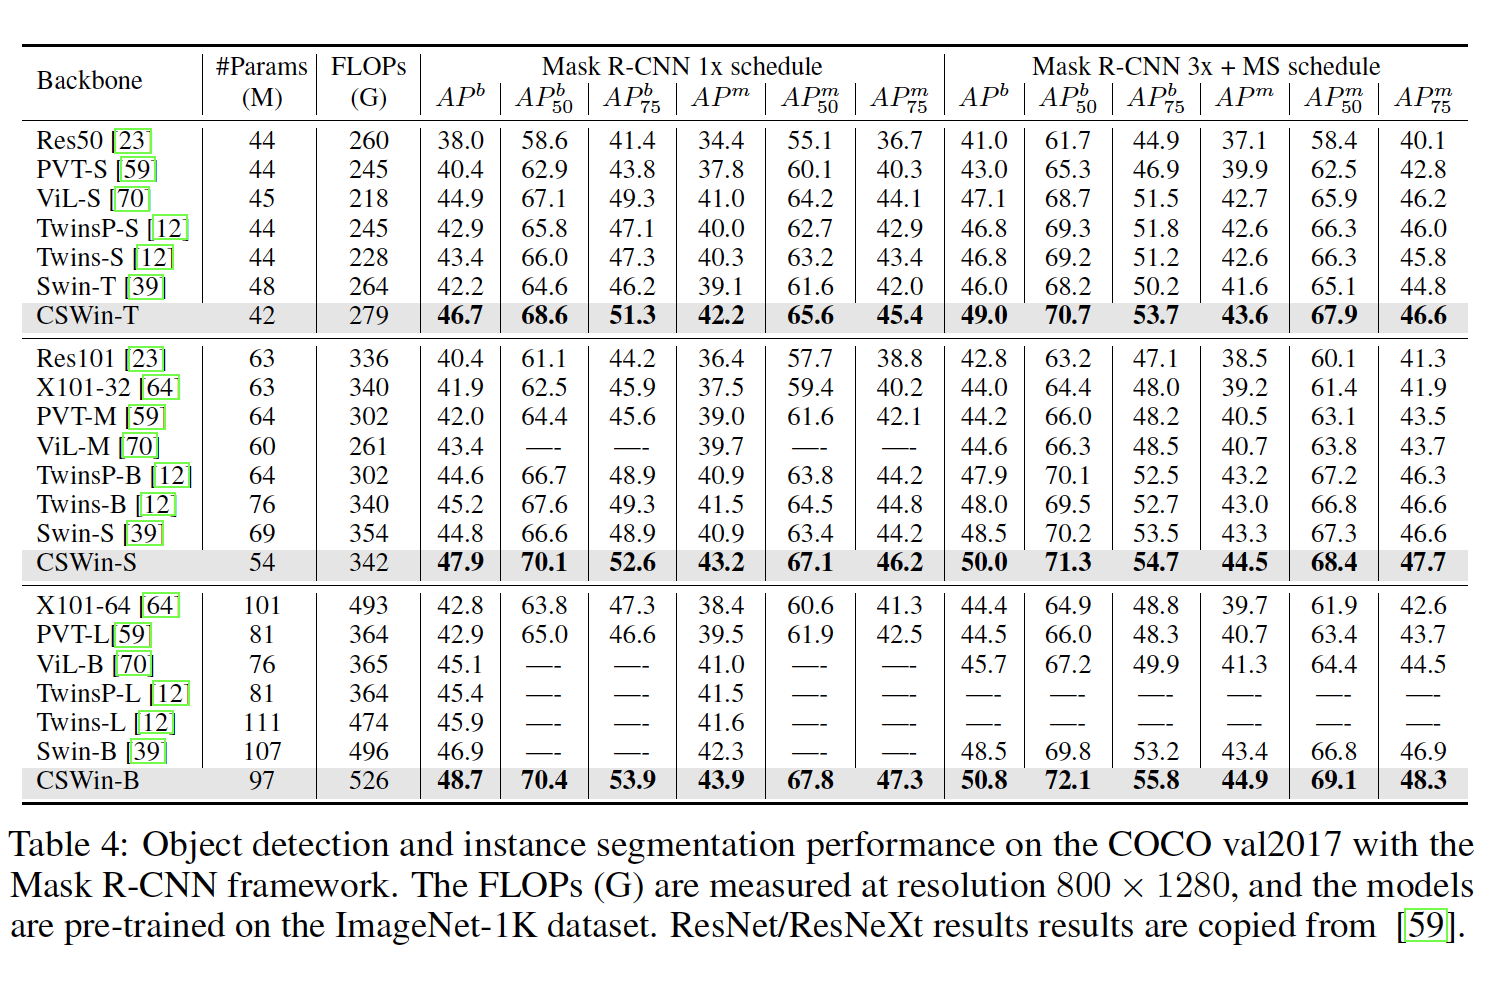 Backbone #Params (M) FLOPs (G) Mask R-CNN 1x schedule Mask R-CNN 3x + MS schedule
AP^b AP^b_50 AP^b_75 AP^m AP^m_50 AP^m_75 AP^b AP^b_50 AP^b_75 AP^m AP^m_50 AP^m_75
Res50 [23] 44 260 38.0 58.6 41.4 34.4 55.1 36.7 41.0 61.7 44.9 37.1 58.4 40.1
PVT-S [59] 44 245 40.4 62.9 43.8 37.8 60.1 40.3 43.0 65.3 46.9 39.9 62.5 42.8
ViL-S [70] 45 218 44.9 67.1 49.3 41.0 64.2 44.1 47.1 68.7 51.5 42.7 65.9 46.2
TwinsP-S [12] 44 245 42.9 65.8 47.1 40.0 62.7 42.9 46.8 69.3 51.8 42.6 66.3 46.0
Twins-S [12] 44 228 43.4 66.0 47.3 40.3 63.2 43.4 46.8 69.2 51.2 42.6 66.3 45.8
Swin-T [39] 48 264 42.2 64.6 46.2 39.1 61.6 42.0 46.0 68.2 50.2 41.6 65.1 44.8
CSWin-T 42 279 46.7 68.6 51.3 42.2 65.6 45.4 49.0 70.7 53.7 43.6 67.9 46.6
Res101 [23] 63 336 40.4 61.1 44.2 36.4 57.7 38.8 42.8 63.2 47.1 38.5 60.1 41.3
X101-32 [64] 63 340 41.9 62.5 45.9 37.5 59.4 40.2 44.0 64.4 48.0 39.2 61.4 41.9
PVT-M [59] 64 302 42.0 64.4 45.6 39.0 61.6 42.1 44.2 66.0 48.2 40.5 63.1 43.5
ViL-M [70] 60 261 43.4 —- —- 39.7 —- —- 44.6 66.3 48.5 40.7 63.8 43.7
TwinsP-B [12] 64 302 44.6 66.7 48.9 40.9 63.8 44.2 47.9 70.1 52.5 43.2 67.2 46.3
Twins-B [12] 76 340 45.2 67.6 49.3 41.5 64.5 44.8 48.0 69.5 52.7 43.0 66.8 46.6
Swin-S [39] 69 354 44.8 66.6 48.9 40.9 63.4 44.2 48.5 70.2 53.5 43.3 67.3 46.6
CSWin-S 54 342 47.9 70.1 52.6 43.2 67.1 46.2 50.0 71.3 54.7 44.5 68.4 47.7
X101-64 [64] 101 493 42.8 63.8 47.3 38.4 60.6 41.3 44.4 64.9 48.8 39.7 61.9 42.6
PVT-L[59] 81 364 42.9 65.0 46.6 39.5 61.9 42.5 44.5 66.0 48.3 40.7 63.4 43.7
ViL-B [70] 76 365 45.1 —- —- 41.0 —- —- 45.7 67.2 49.9 41.3 64.4 44.5
TwinsP-L [12] 81 364 45.4 —- —- 41.5 —- —- —- —- —- —- —- —-
Twins-L [12] 111 474 45.9 —- —- 41.6 —- —- —- —- —- —- —- —-
Swin-B [39] 107 496 46.9 —- —- 42.3 —- —- 48.5 69.8 53.2 43.4 66.8 46.9
CSWin-B 97 526 48.7 70.4 53.9 43.9 67.8 47.3 50.8 72.1 55.8 44.9 69.1 48.3
Table 4: Object detection and instance segmentation performance on the COCO val2017 with the
Mask R-CNN framework. The FLOPs (G) are measured at resolution 800 × 1280, and the models
are pre-trained on the ImageNet-1K dataset. ResNet/ResNeXt results results are copied from [59].